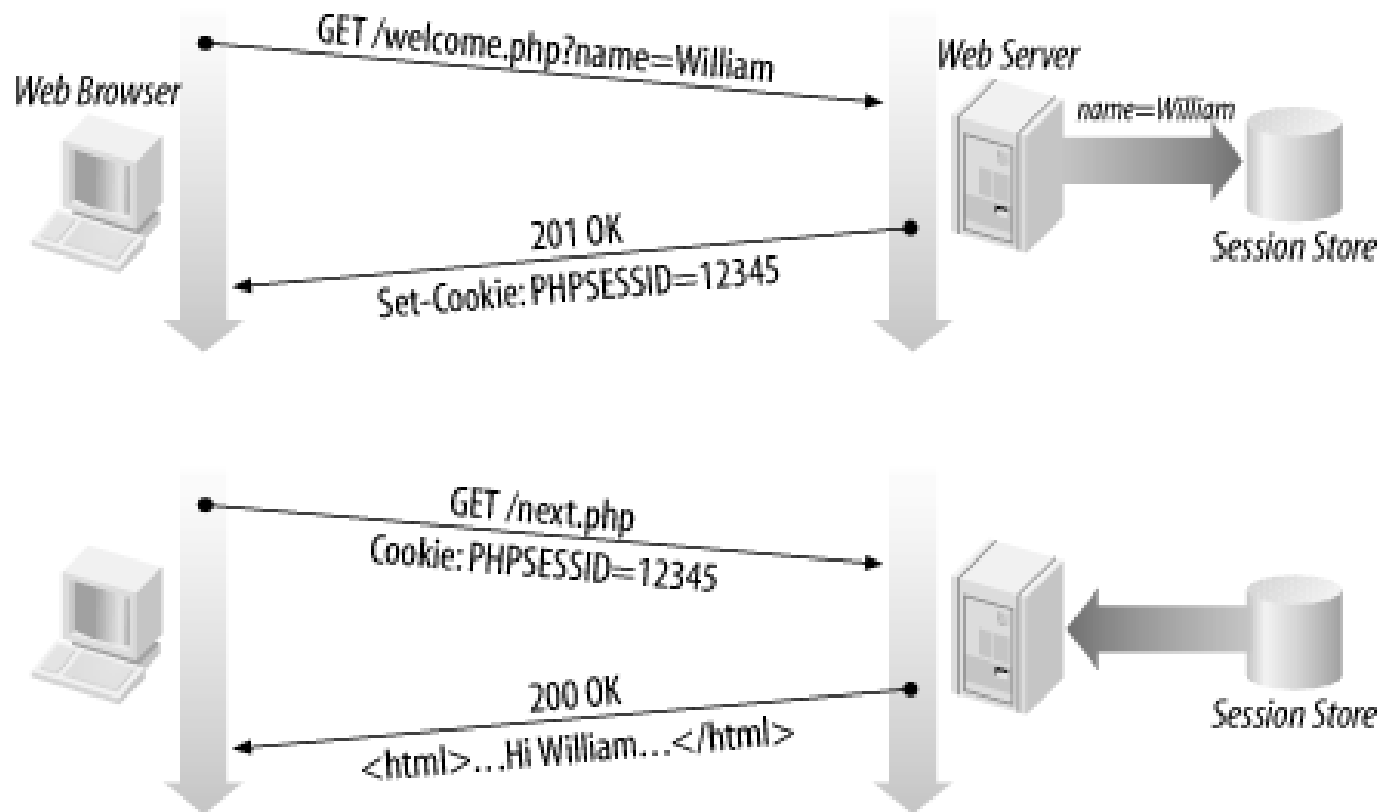 GET /welcome.php?name=William
Web Browser
Web Server
name=William
Session Store
201 OK
Set-Cookie: PHPSESSID=12345
GET /next.php
Cookie: PHPSESSID=12345
200 OK
<html>...Hi William...</html>
Session Store